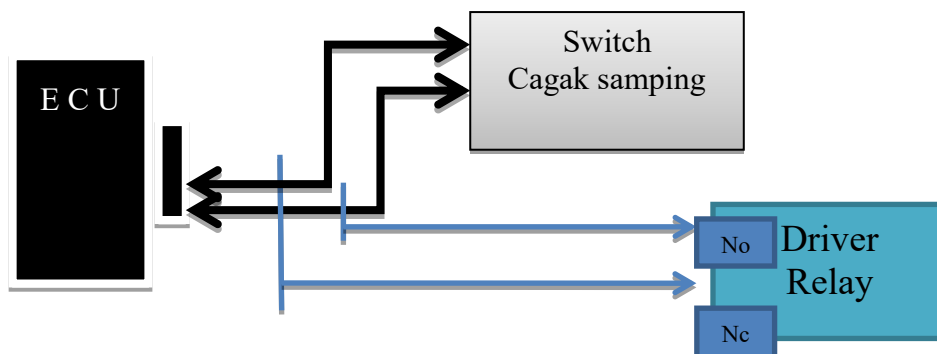 Switch
Cagak samping
E C U
No
Driver
Relay
Nc